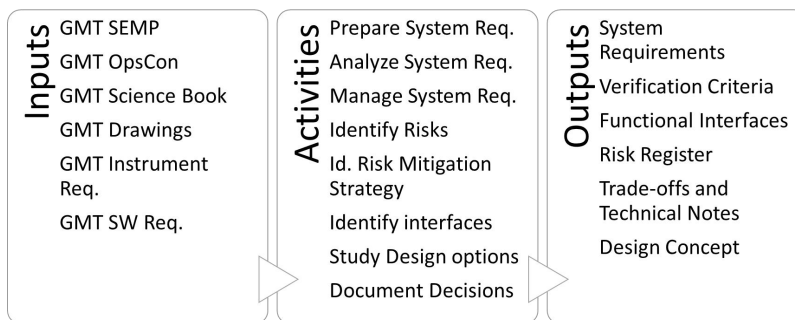 Inputs
GMT SEMP
GMT OpsCon
GMT Science Book
GMT Drawings
GMT Instrument
Req.
GMT SW Req.
Activities
Prepare System Req.
Analyze System Req.
Manage System Req.
Identify Risks
Id. Risk Mitigation
Strategy
Identify interfaces
Study Design options
Document Decisions
Outputs
System
Requirements
Verification Criteria
Functional Interfaces
Risk Register
Trade-offs and
Technical Notes
Design Concept